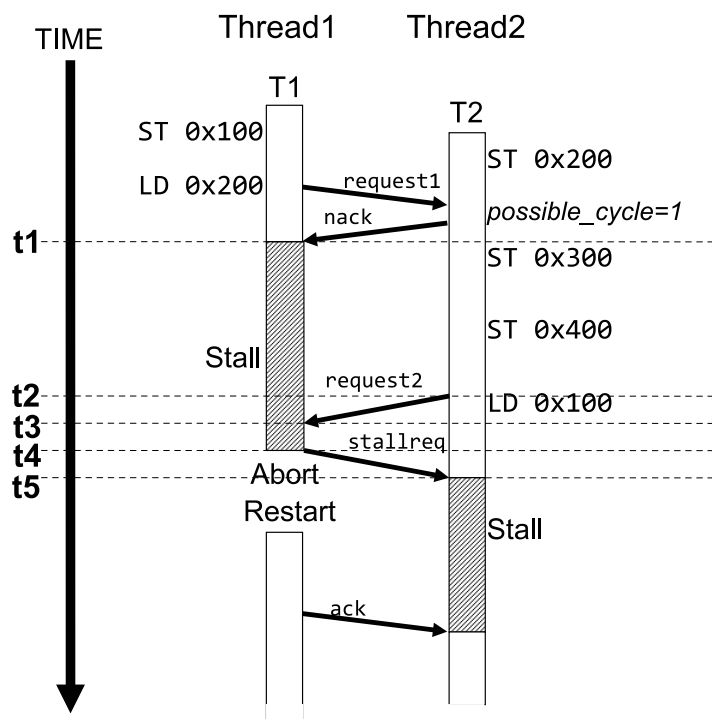 Thread1 Thread2
TIME
T1
T2
ST 0x100
ST 0x200
LD 0x200
request1
possible_cycle=1
nack
t1
ST 0x300
ST 0x400
Stall
request2
t2
LD 0x100
t3
stallreq
t4
Abort
t5
Restart
Stall
ack